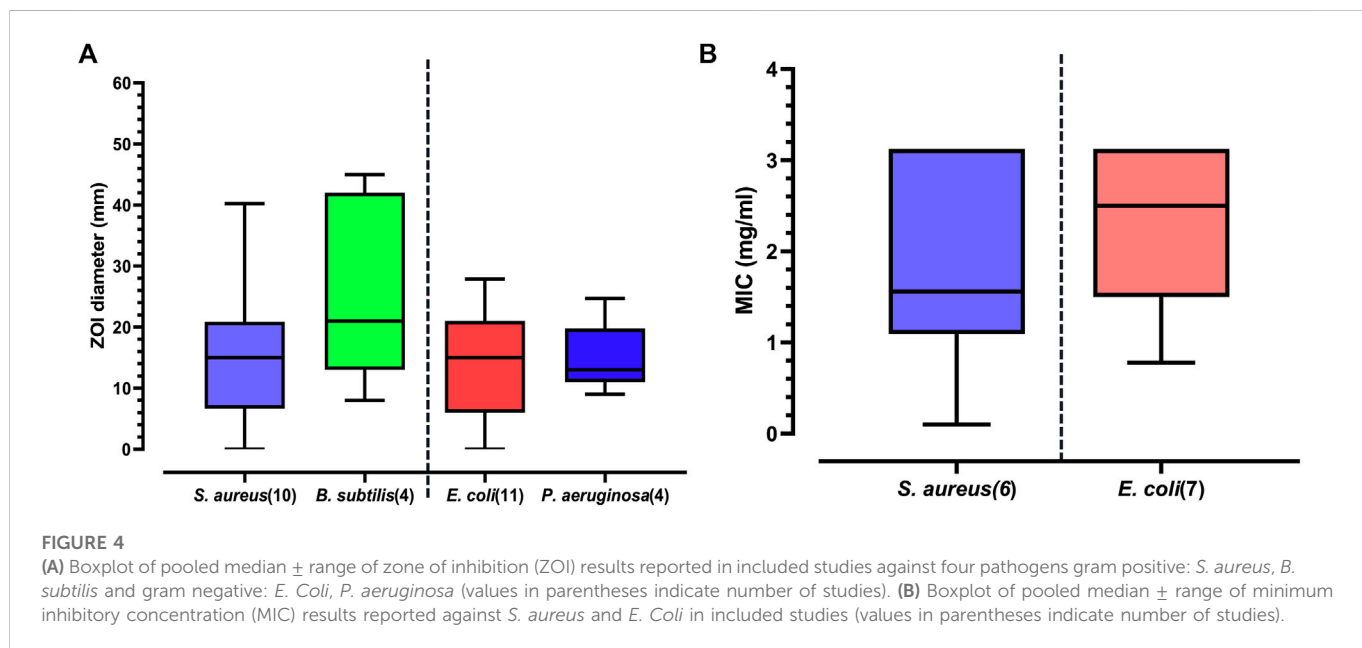 A
60
50
40
30
20
10
0
ZOI diameter (mm)
S. aureus(10) B. subtilis(4) E. coli(11) P. aeruginosa(4)
B
4
3
2
1
0
MIC (mg/ml)
S. aureus(6) E. coli(7)
FIGURE 4
(A) Boxplot of pooled median ± range of zone of inhibition (ZOI) results reported in included studies against four pathogens gram positive: S. aureus, B.
subtilis and gram negative: E. Coli, P. aeruginosa (values in parentheses indicate number of studies). (B) Boxplot of pooled median ± range of minimum
inhibitory concentration (MIC) results reported against S. aureus and E. Coli in included studies (values in parentheses indicate number of studies).